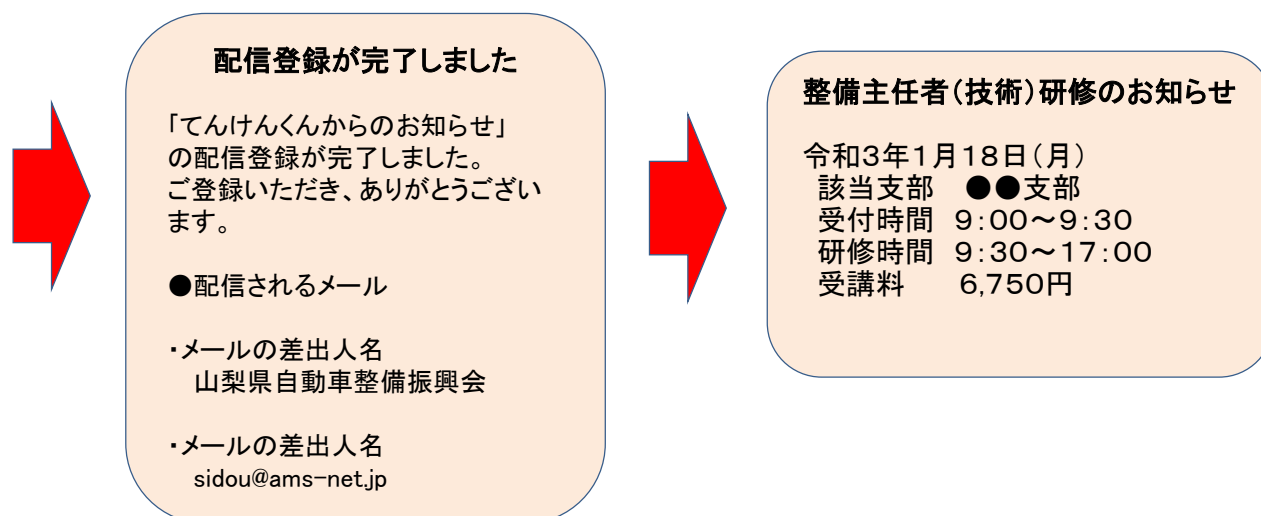 配信登録が完了しました
「てんけんくんからのお知らせ」
の配信登録が完了しました。
ご登録いただき、ありがとうござい
ます。
●配信されるメール
・メールの差出人名
山梨県自動車整備振興会
・メールの差出人名
sidou@ams-net.jp
整備主任者(技術)研修のお知らせ
令和3年1月18日(月)
該当支部　●●支部
受付時間　9:00~9:30
研修時間　9:30~17:00
受講料　　6,750円